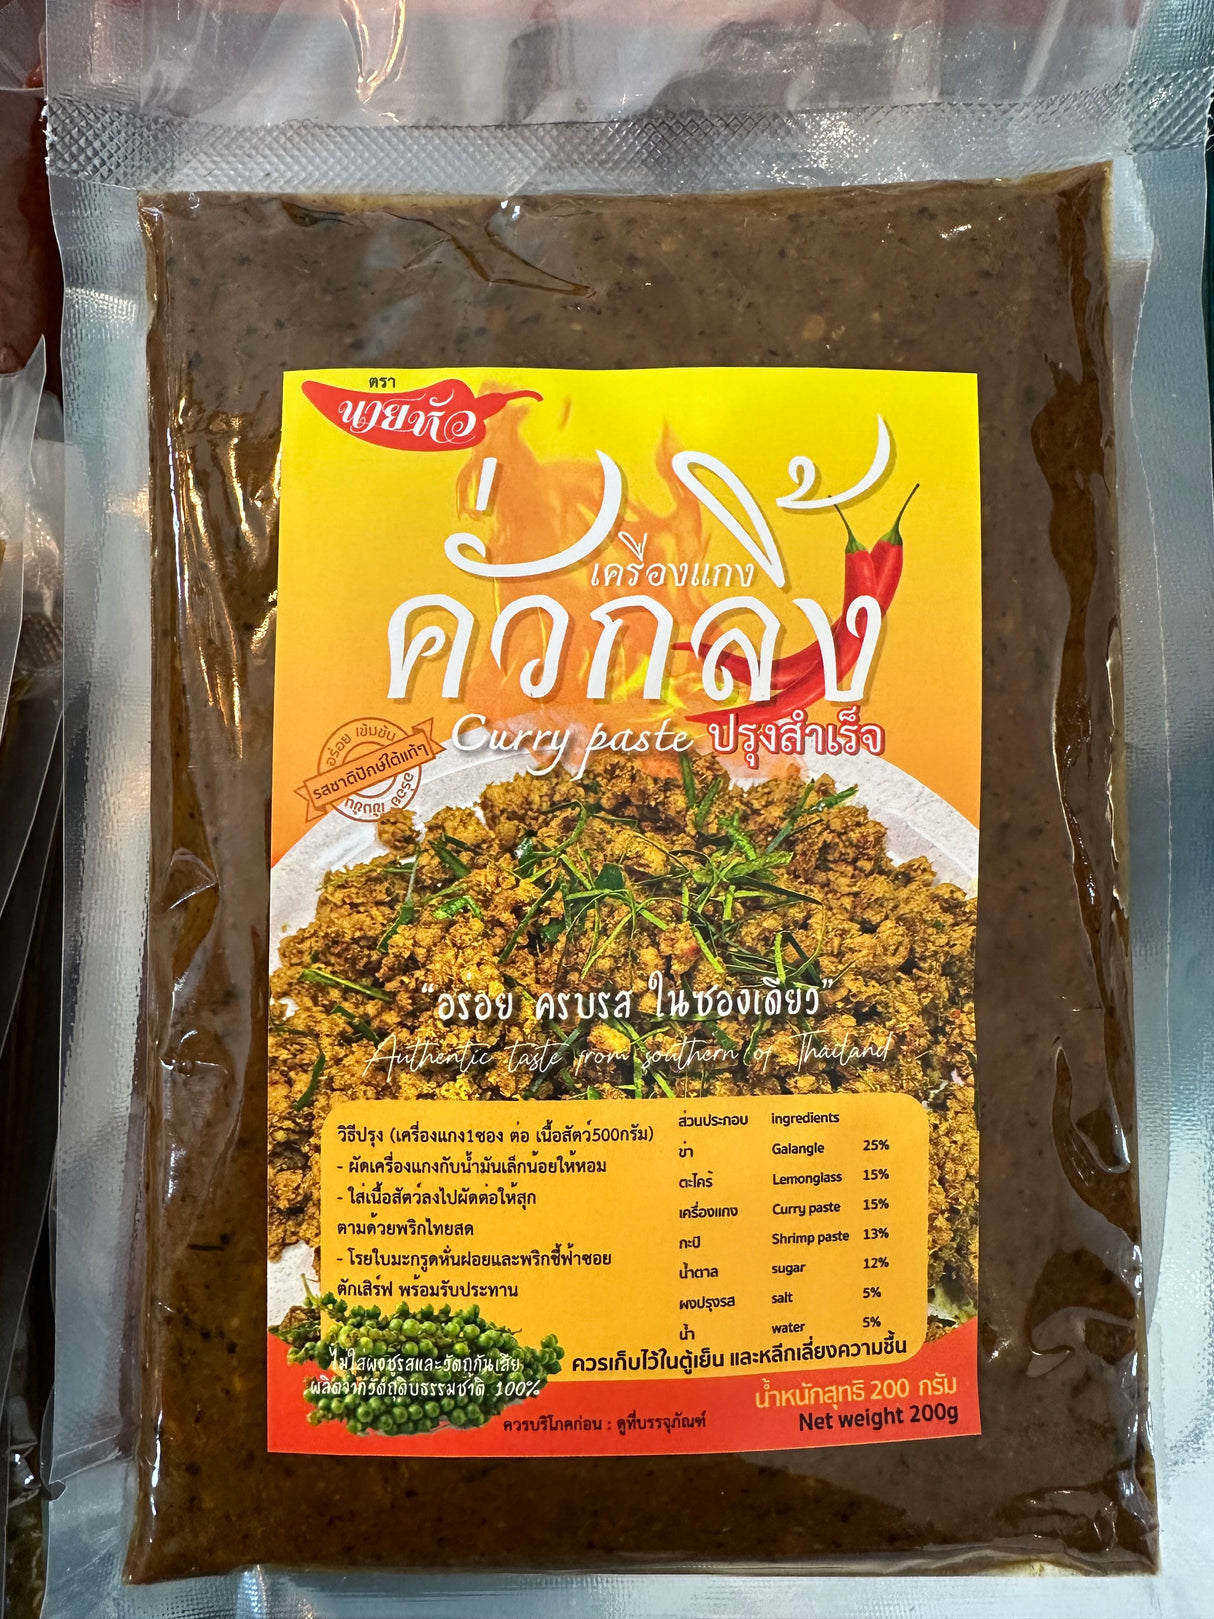 ตรา
นายหัว
เครื่องแกง
คั่วกลิ้ง
Curry paste ปรุงสำเร็จ
อร่อย เข้มข้น
รสชาติปักษ์ใต้แท้ๆ
อร่อย เข้มข้น
“อร่อย ครบรส ในซองเดียว”
Authentic taste from southern of Thailand
วิธีปรุง (เครื่องแกง1ซอง ต่อ เนื้อสัตว์500กรัม)
- ผัดเครื่องแกงกับน้ำมันเล็กน้อยให้หอม
- ใส่เนื้อสัตว์ลงไปผัดต่อให้สุก
ตามด้วยพริกไทยสด
- โรยใบมะกรูดหั่นฝอยและพริกชี้ฟ้าซอย
ตักเสิร์ฟ พร้อมรับประทาน
ส่วนประกอบ ingredients
ข่า Galangle 25%
ตะไคร้ Lemonglass 15%
เครื่องแกง Curry paste 15%
กะปิ Shrimp paste 13%
น้ำตาล sugar 12%
ผงปรุงรส salt 5%
น้ำ water 5%
ควรเก็บไว้ในตู้เย็น และหลีกเลี่ยงความชื้น
ไม่ใส่ผงชูรสและวัตถุกันเสีย
ผลิตจากวัตถุดิบธรรมชาติ 100%
น้ำหนักสุทธิ 200 กรัม
Net weight 200g
ควรบริโภคก่อน : ดูที่บรรจุภัณฑ์